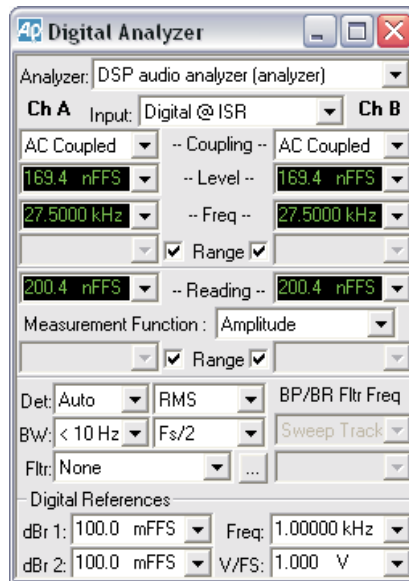 Ap Digital Analyzer
Analyzer: DSP audio analyzer (analyzer)
Ch A Input: Digital @ ISR Ch B
AC Coupled -- Coupling -- AC Coupled
169.4 nFFS -- Level -- 169.4 nFFS
27.5000 kHz -- Freq -- 27.5000 kHz
Range
200.4 nFFS -- Reading -- 200.4 nFFS
Measurement Function : Amplitude
Range
Det: Auto RMS BP/BR Fltr Freq
BW: < 10 Hz Fs/2 Sweep Track
Fltr: None ...
Digital References
dBr 1: 100.0 mFFS Freq: 1.00000 kHz
dBr 2: 100.0 mFFS V/FS: 1.000 V